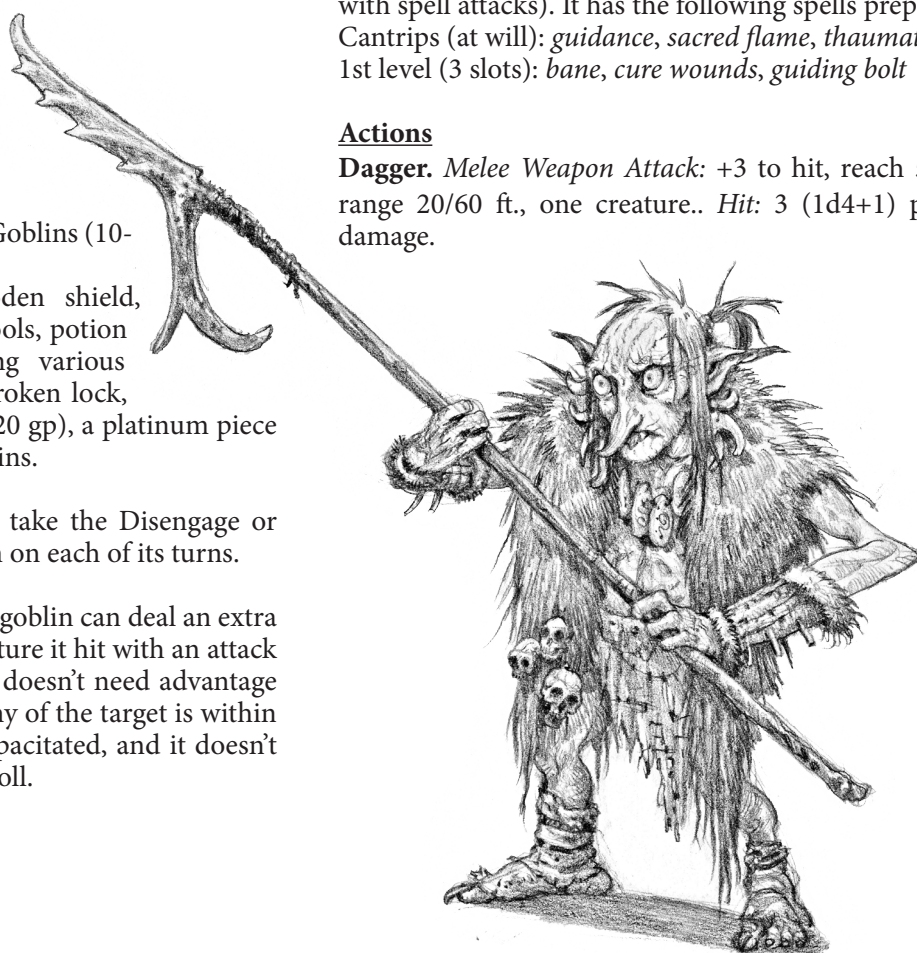 Goblins (10-
den shield,
ools, potion
ng various
roken lock,
20 gp), a platinum piece
ins.
take the Disengage or
n on each of its turns.
goblin can deal an extra
ture it hit with an attack
doesn't need advantage
ny of the target is within
pacitated, and it doesn't
oll.
with spell attacks). It has the following spells prep
Cantrips (at will): guidance, sacred flame, thaumat
1st level (3 slots): bane, cure wounds, guiding bolt
Actions
Dagger. Melee Weapon Attack: +3 to hit, reach
range 20/60 ft., one creature.. Hit: 3 (1d4+1) p
damage.